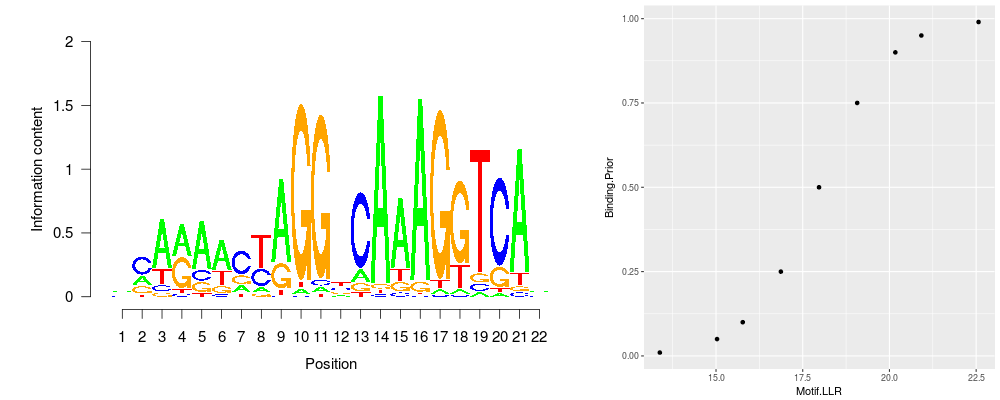 Information content
2
1.5
1
0.5
0
C A A A A C T A G G C A A A G G T C A
1 2 3 4 5 6 7 8 9 10 11 12 13 14 15 16 17 18 19 20 21 22
Position
Binding.Prior
1.00
0.75
0.50
0.25
0.00
15.0 17.5 20.0 22.5
Motif.LLR